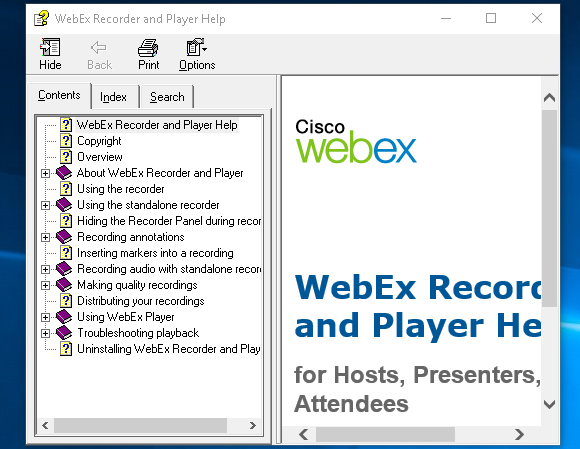 WebEx Recorder and Player Help
Hide
Back
Print
Options
Contents
Index
Search
WebEx Recorder and Player Help
Copyright
Overview
About WebEx Recorder and Player
Using the recorder
Using the standalone recorder
Hiding the Recorder Panel during recor
Recording annotations
Inserting markers into a recording
Recording audio with standalone recor
Making quality recordings
Distributing your recordings
Using WebEx Player
Troubleshooting playback
Uninstalling WebEx Recorder and Play
Cisco
webex
WebEx Record
and Player He
for Hosts, Presenters,
Attendees